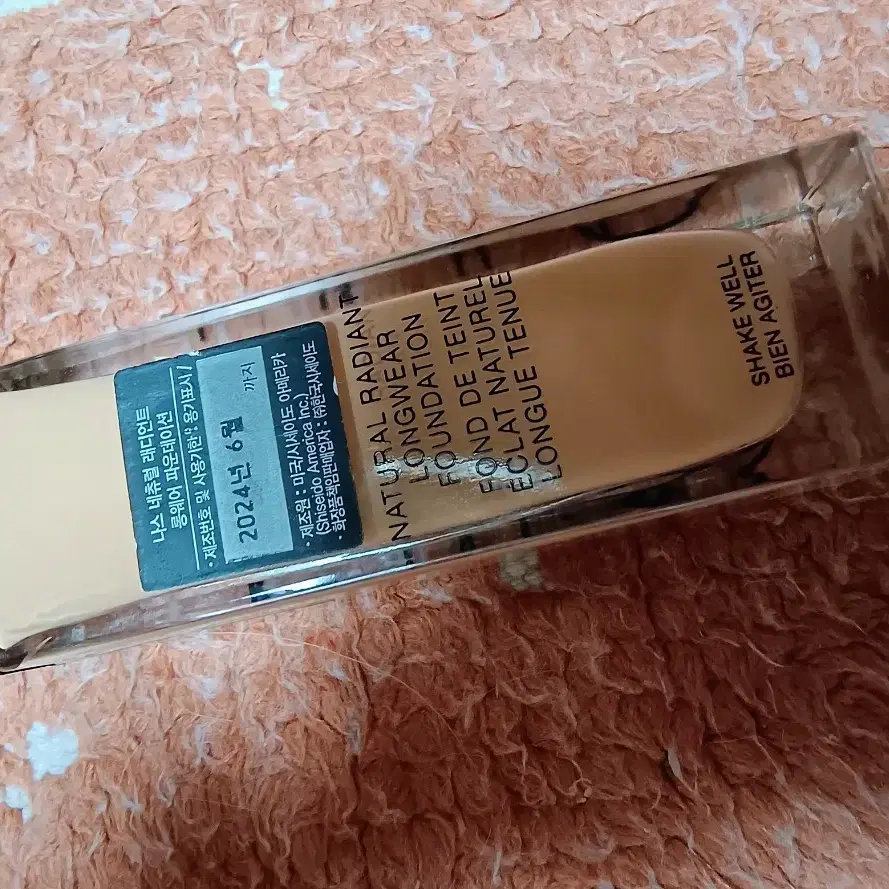 나스 네츄럴 래디언트
롱웨어 파운데이션
· 제조번호 및 사용기한 : 용기표시 /
2024년 6월 까지
· 제조원 : 미국/시세이도 아메리카
(Shiseido America Inc.)
· 화장품책임판매업자 : ㈜한국시세이도
NATURAL RADIANT
LONGWEAR
FOUNDATION
FOND DE TEINT
ÉCLAT NATUREL
LONGUE TENUE
SHAKE WELL
BIEN AGITER